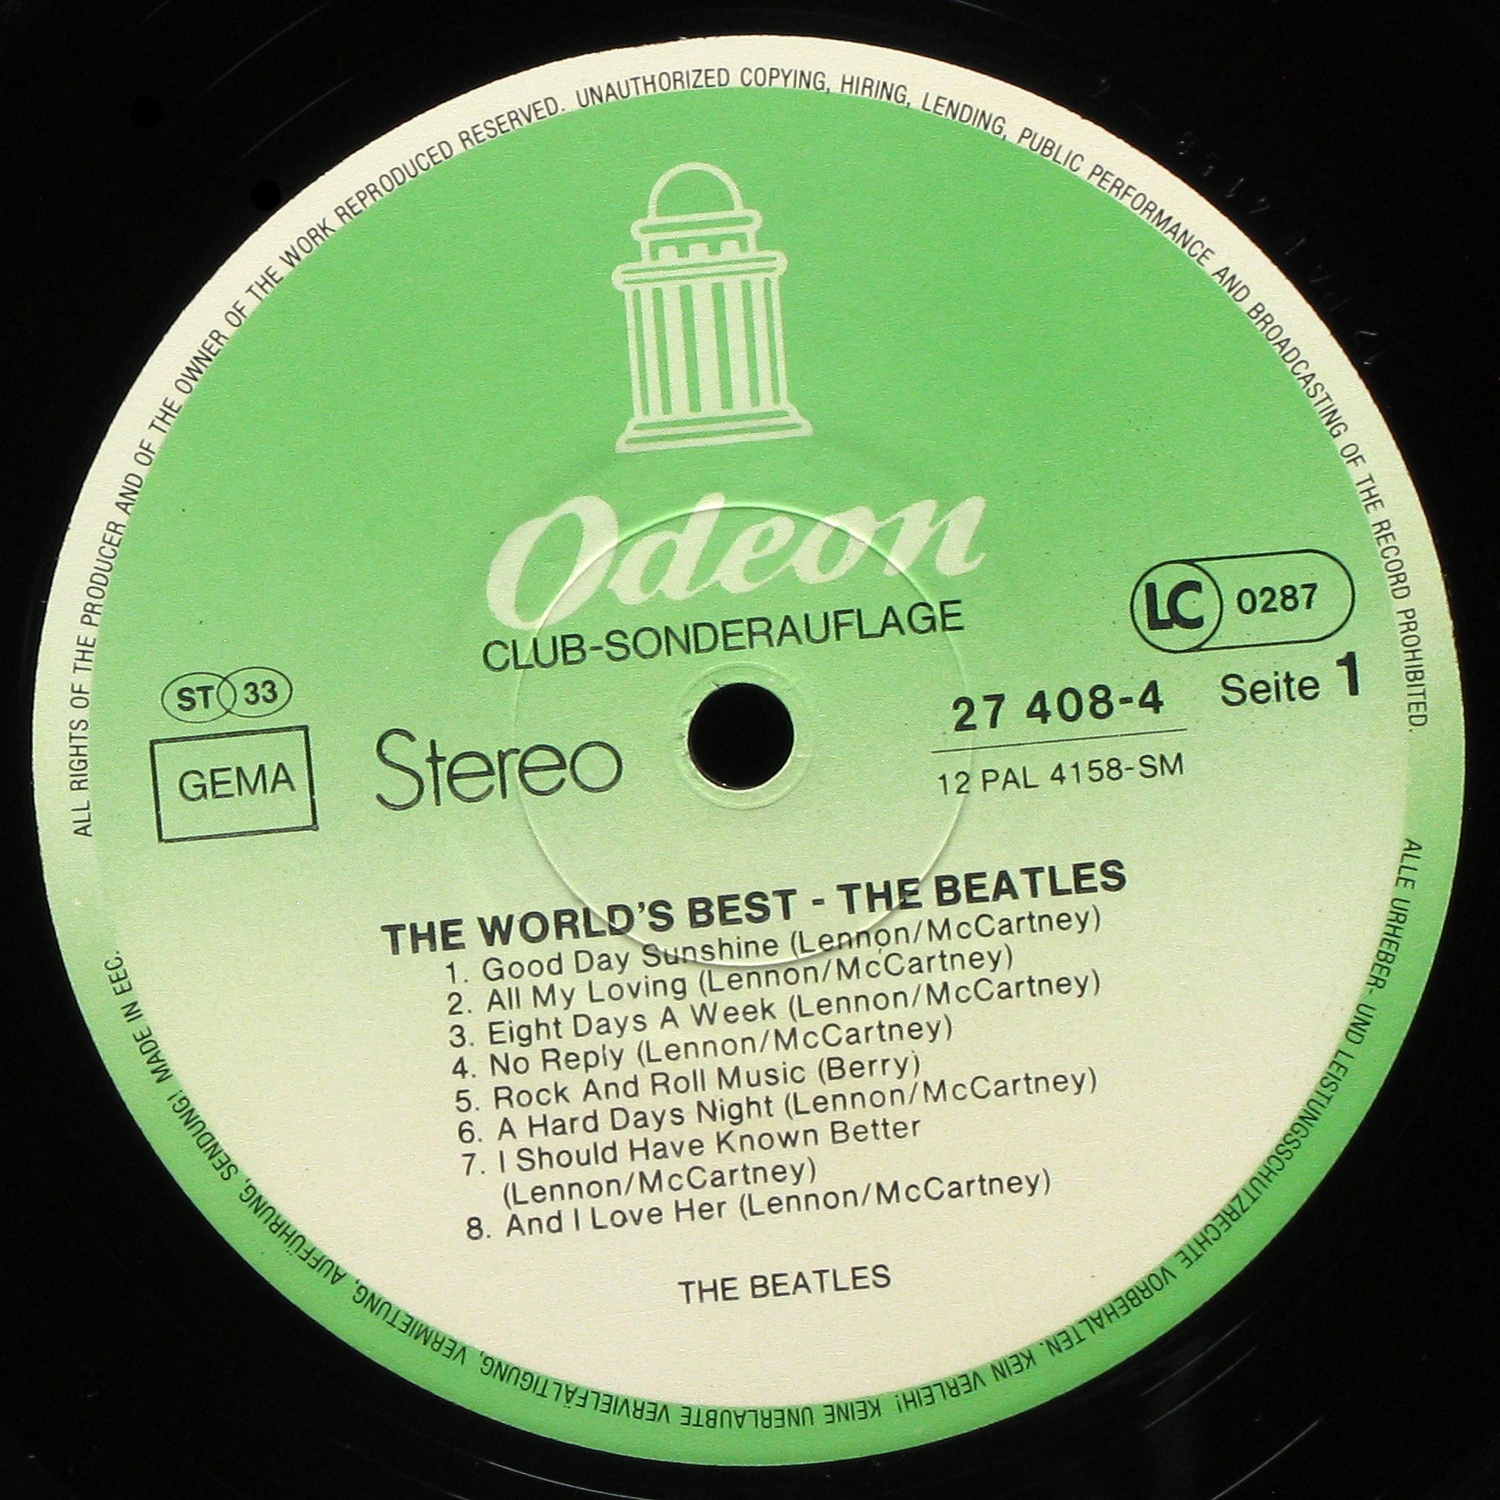 ALL RIGHTS OF THE PRODUCER AND OF THE OWNER OF THE WORK REPRODUCED RESERVED. UNAUTHORIZED COPYING, HIRING, LENDING, PUBLIC PERFORMANCE AND BROADCASTING OF THE RECORD PROHIBITED.
Odeon
CLUB-SONDERAUFLAGE
LC 0287
ST 33
GEMA
Stereo
27 408-4
Seite 1
12 PAL 4158-SM
THE WORLD'S BEST - THE BEATLES
1. Good Day Sunshine (Lennon/McCartney)
2. All My Loving (Lennon/McCartney)
3. Eight Days A Week (Lennon/McCartney)
4. No Reply (Lennon/McCartney)
5. Rock And Roll Music (Berry)
6. A Hard Days Night (Lennon/McCartney)
7. I Should Have Known Better
(Lennon/McCartney)
8. And I Love Her (Lennon/McCartney)
THE BEATLES
ALLE URHEBER- UND LEISTUNGSSCHUTZRECHTE VORBEHALTEN. KEIN VERLEIH! KEINE UNERLAUBTE VERVIELFÄLTIGUNG, VERMIETUNG, AUFFÜHRUNG, SENDUNG! MADE IN EEC.